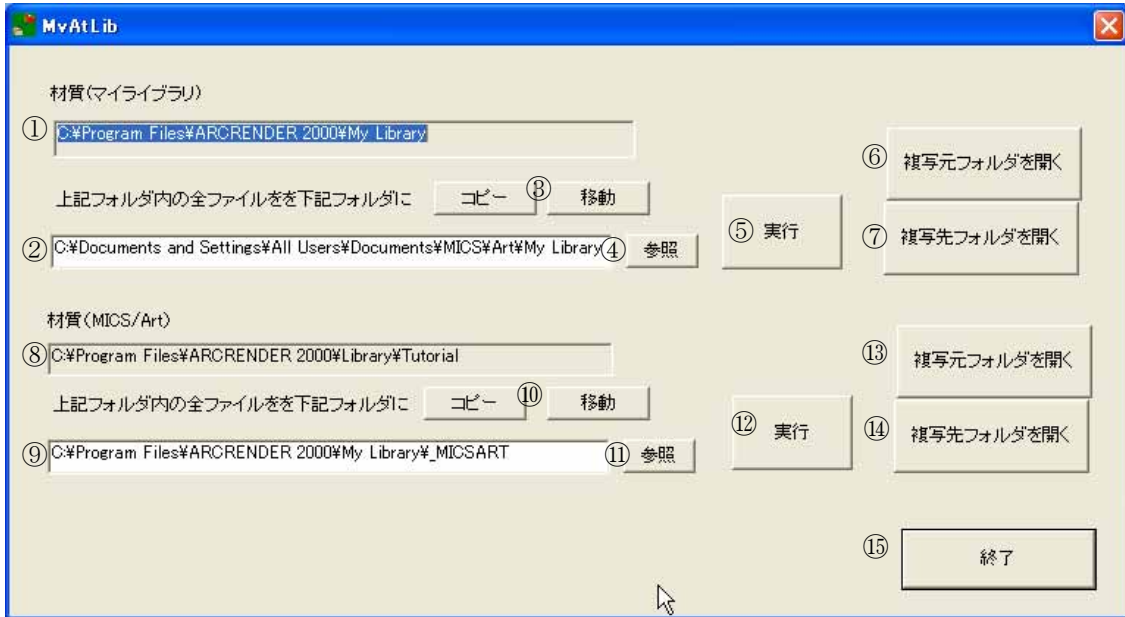 MvAtLib
材質(マイライブラリ)
① C:¥Program Files¥ARCRENDER 2000¥My Library
⑥ 複写元フォルダを開く
上記フォルダ内の全ファイルをを下記フォルダに コピー ③ 移動
⑤ 実行
⑦ 複写先フォルダを開く
② C:¥Documents and Settings¥All Users¥Documents¥MICS¥Art¥My Library ④ 参照
材質(MICS/Art)
⑧ C:¥Program Files¥ARCRENDER 2000¥Library¥Tutorial
⑬ 複写元フォルダを開く
上記フォルダ内の全ファイルをを下記フォルダに コピー ⑩ 移動
⑫ 実行
⑭ 複写先フォルダを開く
⑨ C:¥Program Files¥ARCRENDER 2000¥My Library¥_MICSART ⑪ 参照
⑮ 終了